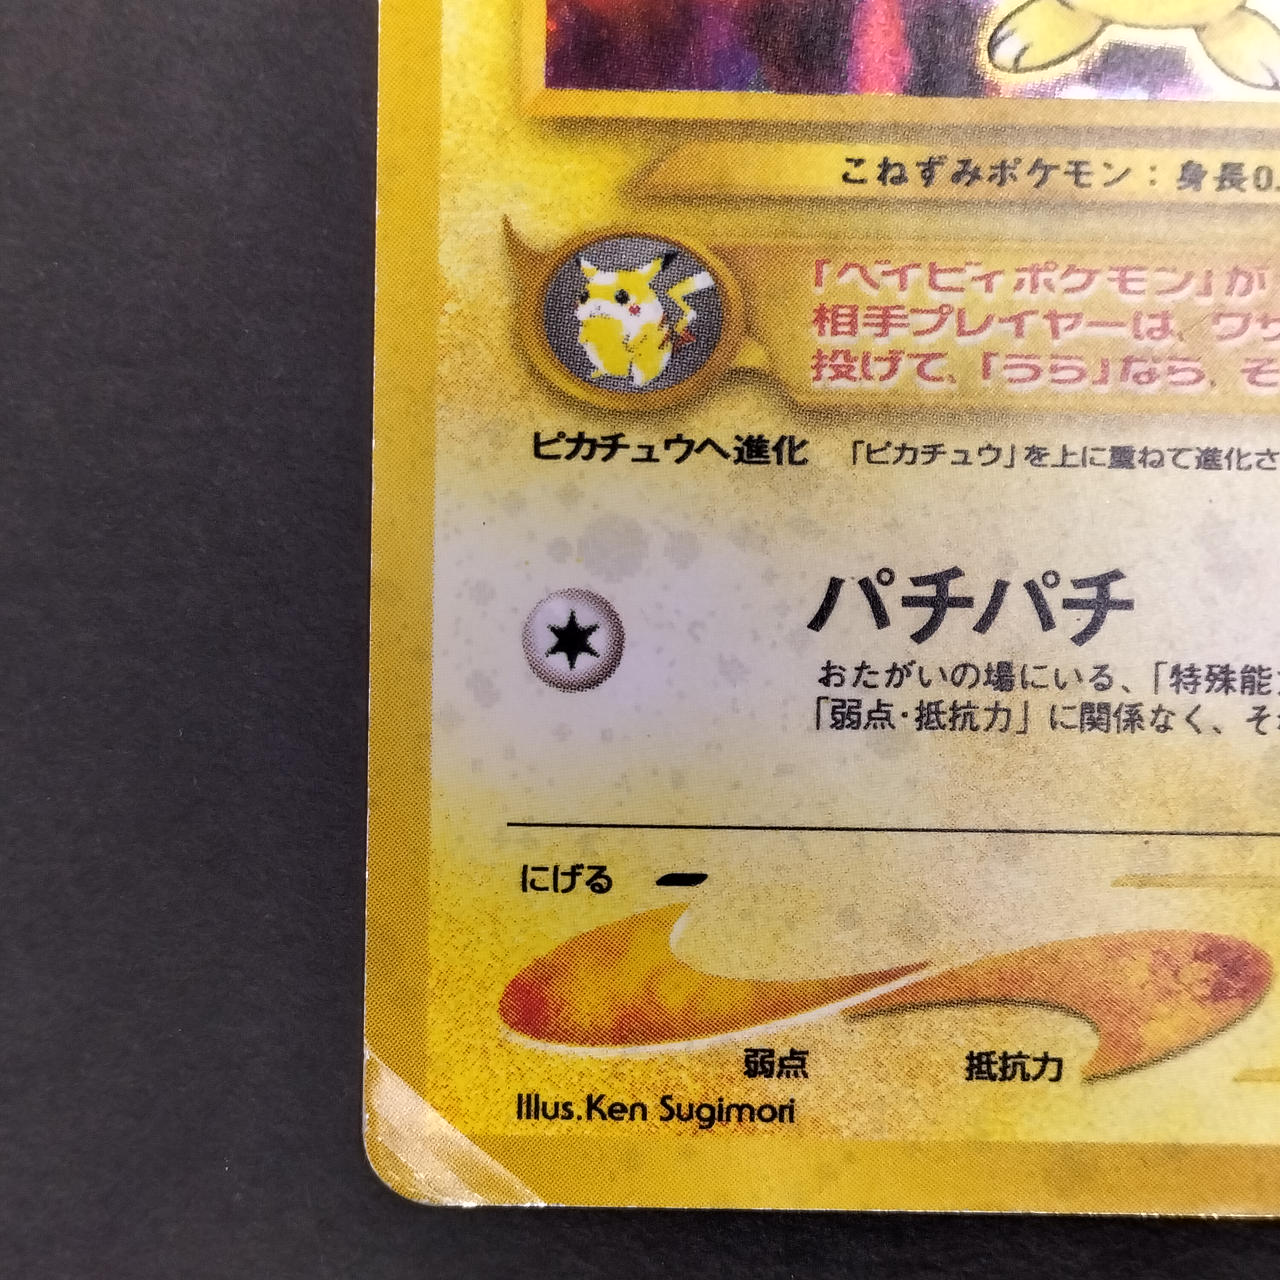 こねずみポケモン：身長0.
「ベイビィポケモン」が
相手プレイヤーは、ワザ
投げて、「うら」なら、そ
ピカチュウへ進化 「ピカチュウ」を上に重ねて進化さ
パチパチ
おたがいの場にいる、「特殊能
「弱点・抵抗力」に関係なく、それ
にげる
弱点 抵抗力
Illus.Ken Sugimori